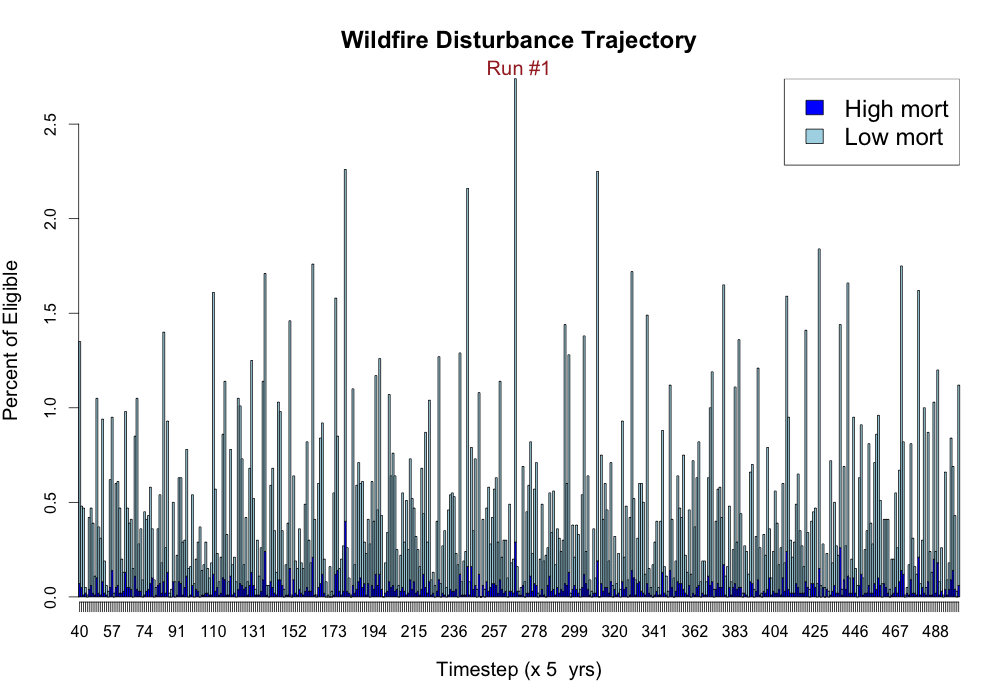 Wildfire Disturbance Trajectory
Run #1
High mort
Low mort
Percent of Eligible
2.5
2.0
1.5
1.0
0.5
0.0
40 57 74 91 110 131 152 173 194 215 236 257 278 299 320 341 362 383 404 425 446 467 488
Timestep (x 5 yrs)